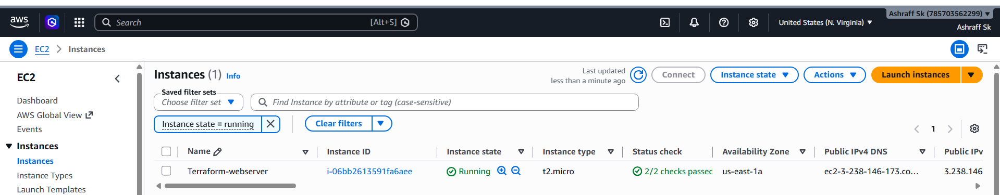 aws
Search [Alt+S]
United States (N. Virginia)
Ashraff Sk (785703562299)
Ashraff Sk
EC2 Instances
EC2
Dashboard
AWS Global View
Events
Instances
Instances
Instance Types
Launch Templates
Instances (1) Info
Last updated
less than a minute ago
Connect
Instance state
Actions
Launch instances
Saved filter sets
Choose filter set
Find Instance by attribute or tag (case-sensitive)
Instance state = running
Clear filters
1
Name Instance ID Instance state Instance type Status check Availability Zone Public IPv4 DNS Public IPv
Terraform-webserver i-06bb2613591fa6aee Running t2.micro 2/2 checks passed us-east-1a ec2-3-238-146-173.co... 3.238.146